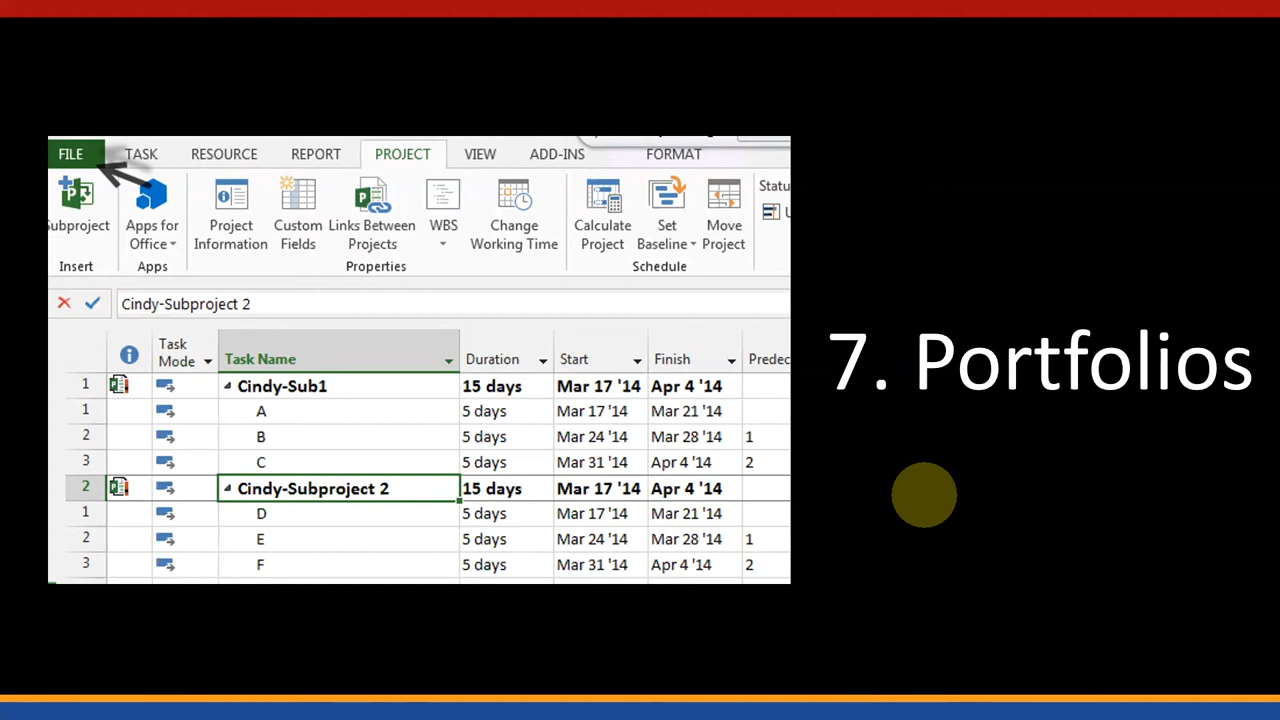 FILE TASK RESOURCE REPORT PROJECT VIEW ADD-INS FORMAT
Subproject Apps for Office Project Information Custom Fields Links Between Projects WBS Change Working Time Calculate Project Set Baseline Move Project
Insert Apps Properties Schedule
Cindy-Subproject 2
Task Mode Task Name Duration Start Finish
1 Cindy-Sub1 15 days Mar 17 '14 Apr 4 '14
1 A 5 days Mar 17 '14 Mar 21 '14
2 B 5 days Mar 24 '14 Mar 28 '14 1
3 C 5 days Mar 31 '14 Apr 4 '14 2
2 Cindy-Subproject 2 15 days Mar 17 '14 Apr 4 '14
1 D 5 days Mar 17 '14 Mar 21 '14
2 E 5 days Mar 24 '14 Mar 28 '14 1
3 F 5 days Mar 31 '14 Apr 4 '14 2
7. Portfolios